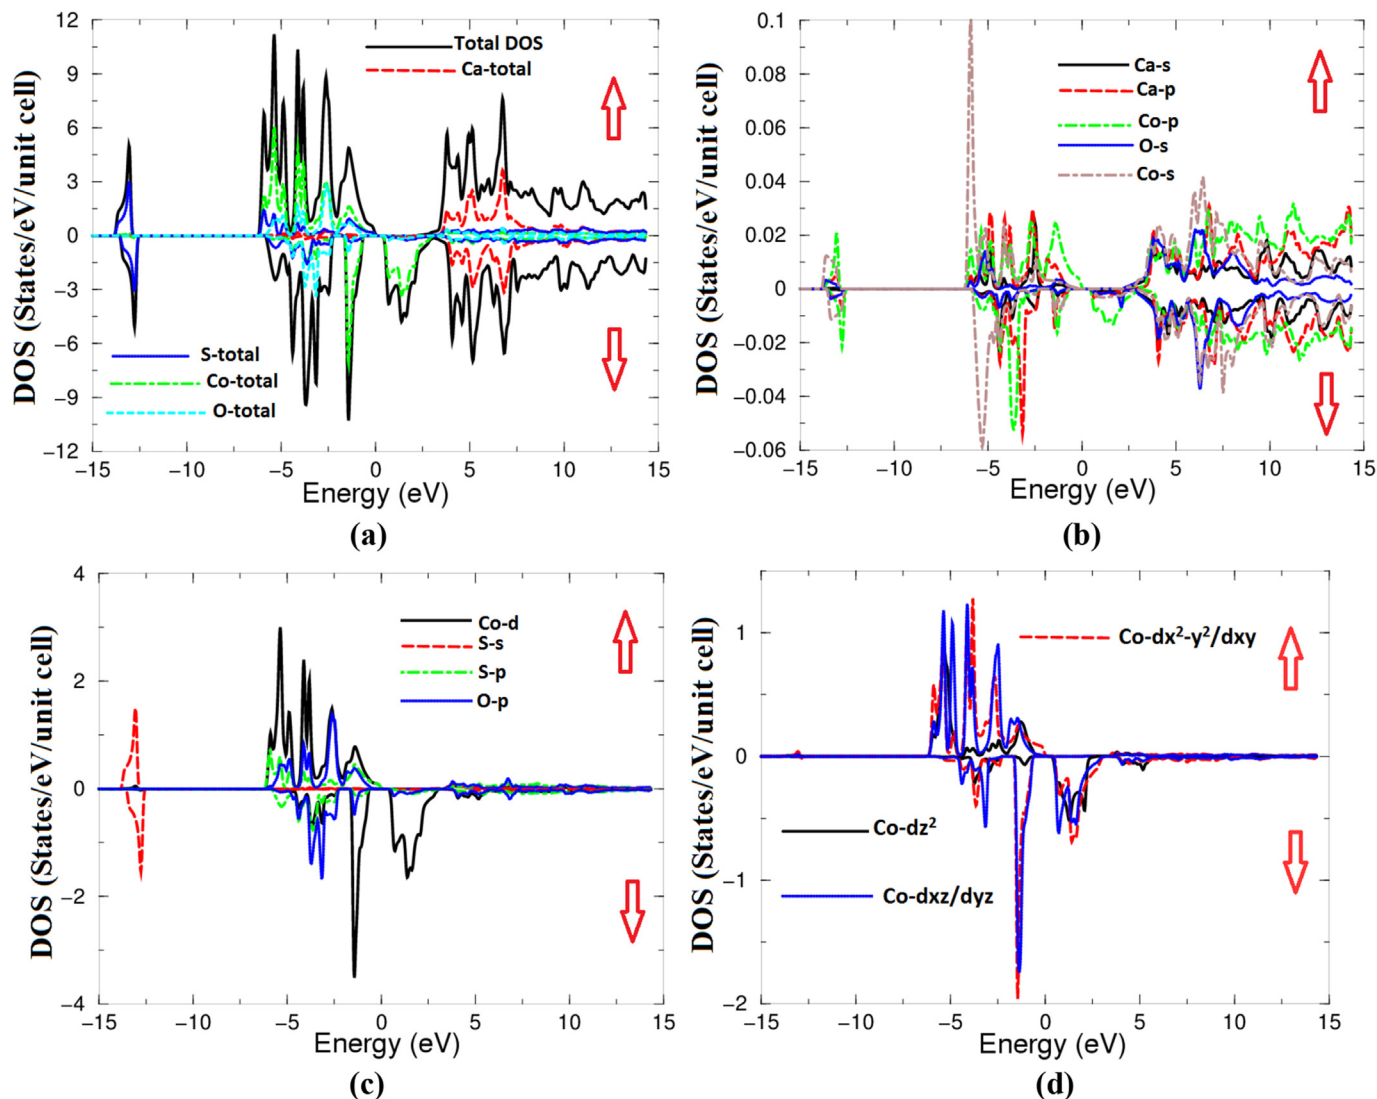 DOS (States/eV/unit cell)
12
9
6
3
0
−3
−6
−9
−12
Total DOS
Ca-total
S-total
Co-total
O-total
−15 −10 −5 0 5 10 15
Energy (eV)
(a)
DOS (States/eV/unit cell)
0.1
0.08
0.06
0.04
0.02
0
−0.02
−0.04
−0.06
Ca-s
Ca-p
Co-p
O-s
Co-s
−15 −10 −5 0 5 10 15
Energy (eV)
(b)
DOS (States/eV/unit cell)
4
2
0
−2
−4
Co-d
S-s
S-p
O-p
−15 −10 −5 0 5 10 15
Energy (eV)
(c)
DOS (States/eV/unit cell)
1
0
−1
−2
Co-dx²-y²/dxy
Co-dz²
Co-dxz/dyz
−15 −10 −5 0 5 10 15
Energy (eV)
(d)